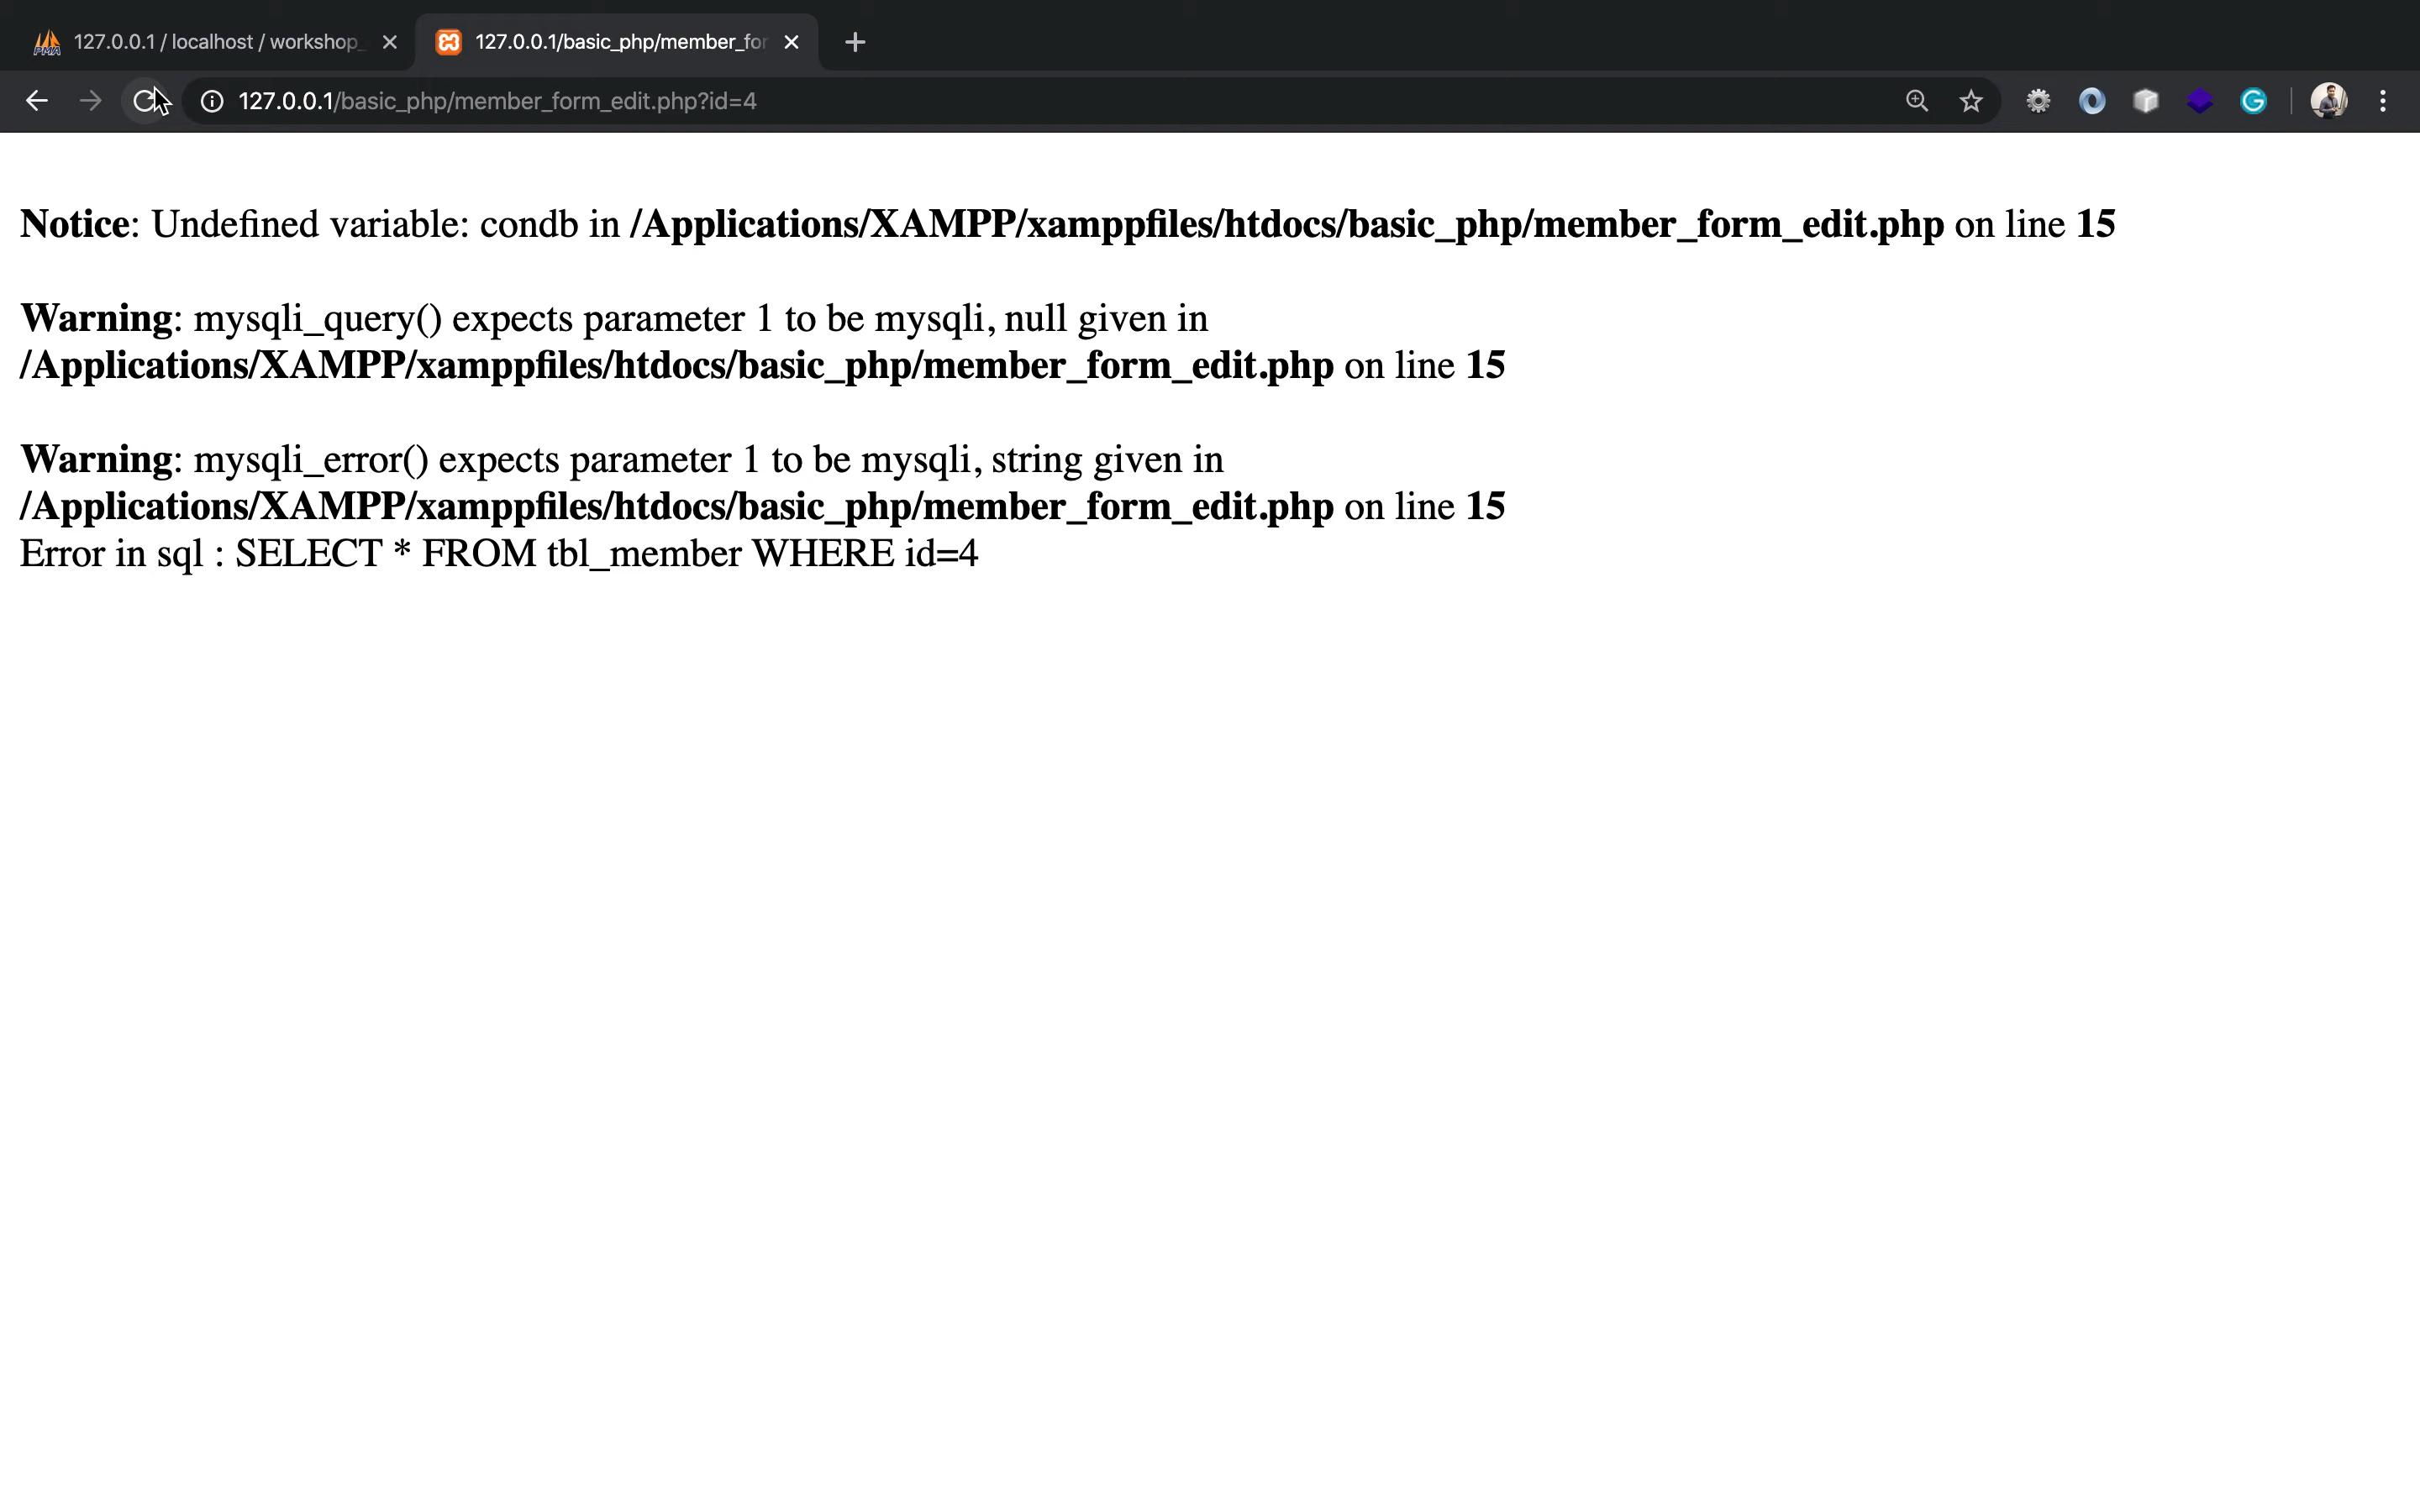 127.0.0.1 / localhost / workshop_
127.0.0.1/basic_php/member_for
127.0.0.1/basic_php/member_form_edit.php?id=4
Notice: Undefined variable: condb in /Applications/XAMPP/xamppfiles/htdocs/basic_php/member_form_edit.php on line 15
Warning: mysqli_query() expects parameter 1 to be mysqli, null given in
/Applications/XAMPP/xamppfiles/htdocs/basic_php/member_form_edit.php on line 15
Warning: mysqli_error() expects parameter 1 to be mysqli, string given in
/Applications/XAMPP/xamppfiles/htdocs/basic_php/member_form_edit.php on line 15
Error in sql : SELECT * FROM tbl_member WHERE id=4